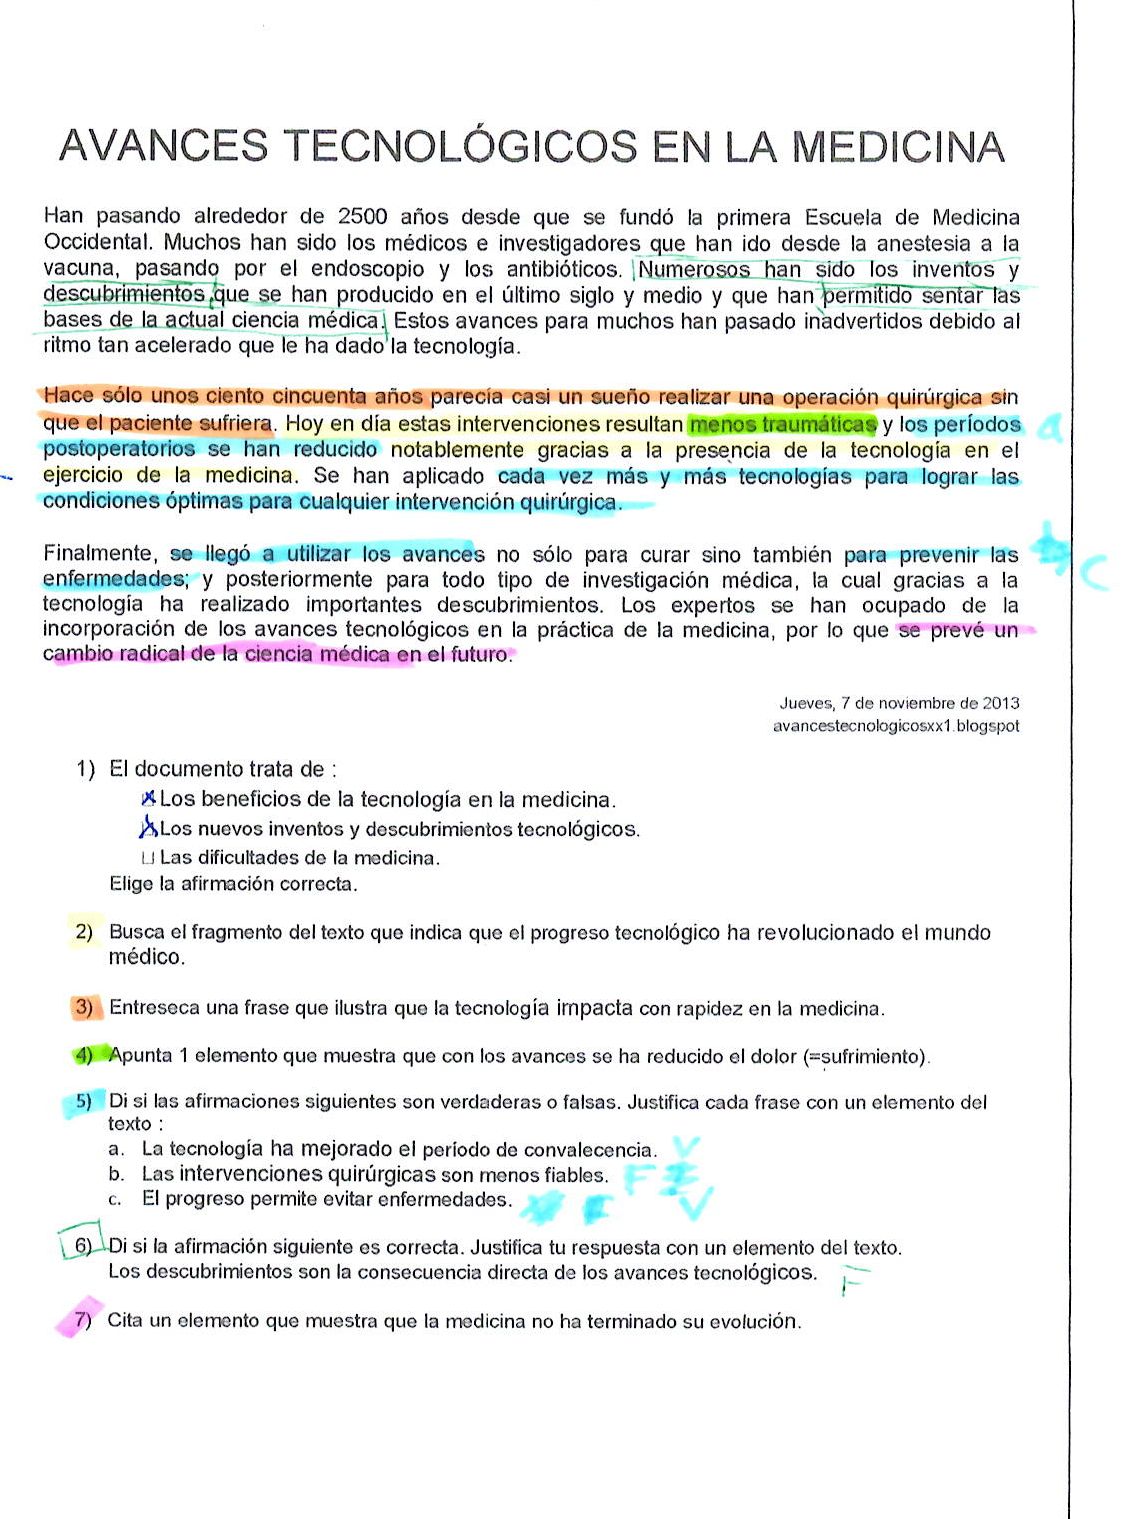 AVANCES TECNOLÓGICOS EN LA MEDICINA
Han pasando alrededor de 2500 años desde que se fundó la primera Escuela de Medicina
Occidental. Muchos han sido los médicos e investigadores que han ido desde la anestesia a la
vacuna, pasando por el endoscopio y los antibióticos. Numerosos han sido los inventos y
descubrimientos que se han producido en el último siglo y medio y que han permitido sentar las
bases de la actual ciencia médica. Estos avances para muchos han pasado inadvertidos debido al
ritmo tan acelerado que le ha dado la tecnología.
Hace sólo unos ciento cincuenta años parecía casi un sueño realizar una operación quirúrgica sin
que el paciente sufriera. Hoy en día estas intervenciones resultan menos traumáticas y los períodos a
postoperatorios se han reducido notablemente gracias a la presencia de la tecnología en el
ejercicio de la medicina. Se han aplicado cada vez más y más tecnologías para lograr las
condiciones óptimas para cualquier intervención quirúrgica.
Finalmente, se llegó a utilizar los avances no sólo para curar sino también para prevenir las
enfermedades; y posteriormente para todo tipo de investigación médica, la cual gracias a la C
tecnología ha realizado importantes descubrimientos. Los expertos se han ocupado de la
incorporación de los avances tecnológicos en la práctica de la medicina, por lo que se prevé un
cambio radical de la ciencia médica en el futuro.
Jueves, 7 de noviembre de 2013
avancestecnologicosxx1.blogspot
1) El documento trata de :
Los beneficios de la tecnología en la medicina.
Los nuevos inventos y descubrimientos tecnológicos.
Las dificultades de la medicina.
Elige la afirmación correcta.
2) Busca el fragmento del texto que indica que el progreso tecnológico ha revolucionado el mundo
médico.
3) Entreseca una frase que ilustra que la tecnología impacta con rapidez en la medicina.
4) Apunta 1 elemento que muestra que con los avances se ha reducido el dolor (=sufrimiento).
5) Di si las afirmaciones siguientes son verdaderas o falsas. Justifica cada frase con un elemento del
texto :
a. La tecnología ha mejorado el período de convalecencia. V
b. Las intervenciones quirúrgicas son menos fiables. F
c. El progreso permite evitar enfermedades. V
6) Di si la afirmación siguiente es correcta. Justifica tu respuesta con un elemento del texto.
Los descubrimientos son la consecuencia directa de los avances tecnológicos. F
7) Cita un elemento que muestra que la medicina no ha terminado su evolución.